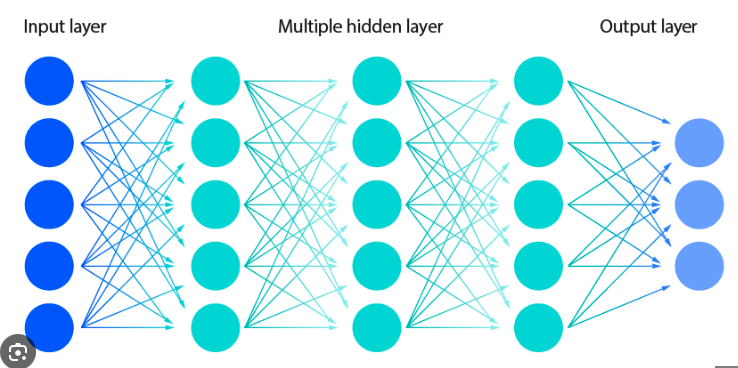 Input layer
Multiple hidden layer
Output layer